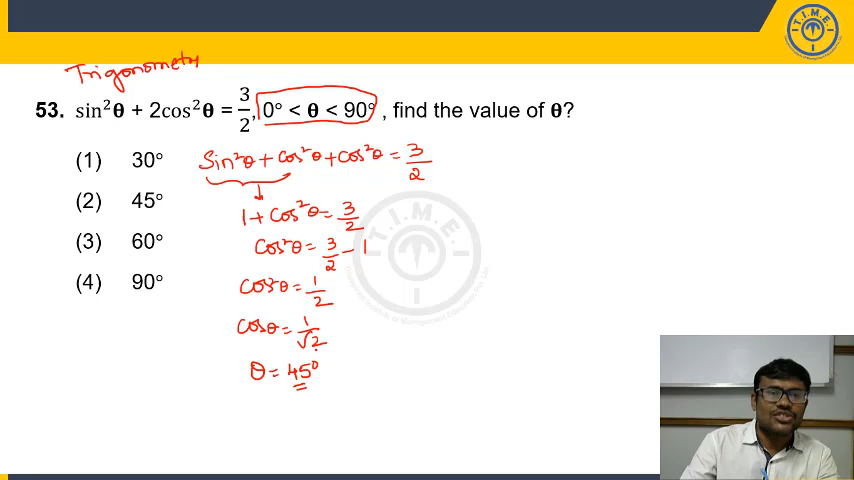 T.I.M.E.
Trigonometry
53. sin²θ + 2cos²θ = 3/2, 0° < θ < 90°, find the value of θ?
(1) 30°
(2) 45°
(3) 60°
(4) 90°
Sin²θ + cos²θ + cos²θ = 3/2
1 + cos²θ = 3/2
cos²θ = 3/2 − 1
cos²θ = 1/2
cosθ = 1/√2
θ = 45°
T.I.M.E.